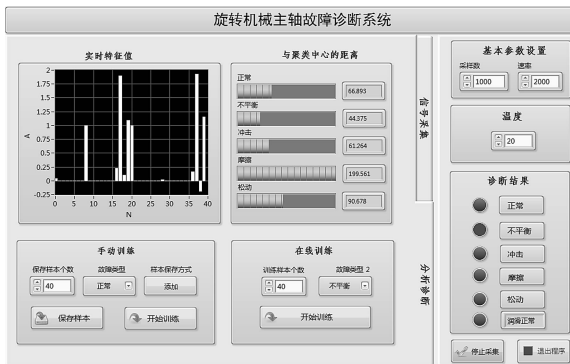 旋转机械主轴故障诊断系统
实时特征值
2
1.75
1.5
1.25
1
0.75
0.5
0.25
0
-0.25
A
0 5 10 15 20 25 30 35 40
N
与聚类中心的距离
正常
66.893
不平衡
44.375
冲击
61.264
摩擦
199.561
松动
90.678
信号采集
分析诊断
基本参数设置
采样数 速率
1000 2000
温度
20
诊断结果
正常
不平衡
冲击
摩擦
松动
润滑正常
手动训练
保存样本个数 故障类型 样本保存方式
40 正常 添加
保存样本 开始训练
在线训练
训练样本个数 故障类型 2
40 不平衡
开始训练
停止采集 退出程序